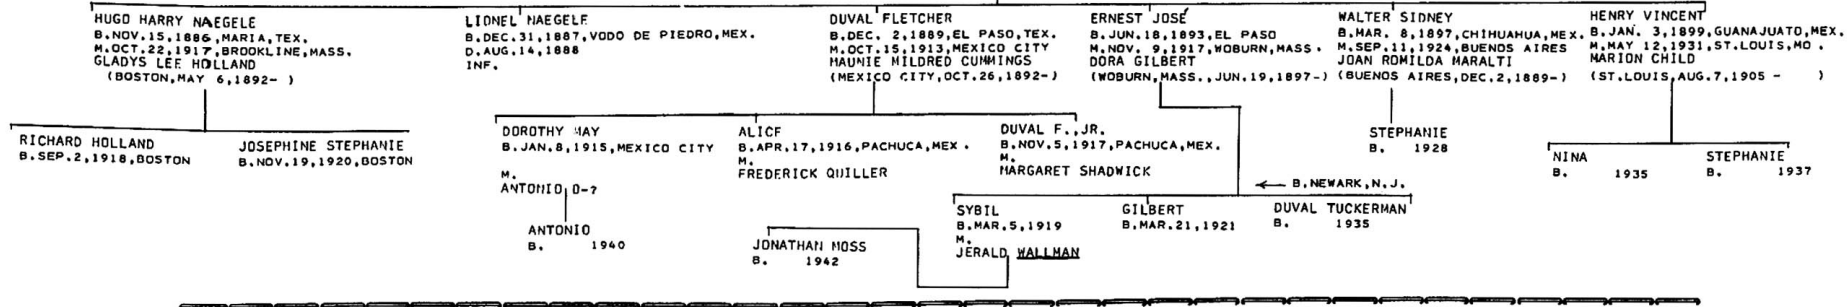 HUGO HARRY NAEGELE
B.NOV.15,1886,MARIA,TEX.
M.OCT.22,1917,BROOKLINE,MASS.
GLADYS LEE HOLLAND
(BOSTON,MAY 6,1892- )
LIONEL NAEGELE
B.DEC.31,1887,VODO DE PIEDRO,MEX.
D.AUG.14,1888
INF.
DUVAL FLETCHER
B.DEC. 2,1889,EL PASO,TEX.
M.OCT.15,1913,MEXICO CITY
MAUNIE MILDRED CUMMINGS
(MEXICO CITY,OCT.26,1892-)
ERNEST JOSÉ
B.JUN.18,1893,EL PASO
M.NOV. 9,1917,WOBURN,MASS.
DORA GILBERT
(WOBURN,MASS.,JUN.19,1897-)
WALTER SIDNEY
B.MAR. 8,1897,CHIHUAHUA,MEX.
M.SEP.11,1924,BUENOS AIRES
JOAN ROMILDA MARALTI
(BUENOS AIRES,DEC.2,1889-)
HENRY VINCENT
B.JAN. 3,1899,GUANAJUATO,MEX.
M.MAY 12,1931,ST.LOUIS,MO.
MARION CHILD
(ST.LOUIS,AUG.7,1905 - )
RICHARD HOLLAND
B.SEP.2,1918,BOSTON
JOSEPHINE STEPHANIE
B.NOV.19,1920,BOSTON
DOROTHY MAY
B.JAN.8,1915,MEXICO CITY
M.
ANTONIO O-?
ALICE
B.APR.17,1916,PACHUCA,MEX.
M.
FREDERICK QUILLER
DUVAL F.,JR.
B.NOV.5,1917,PACHUCA,MEX.
M.
MARGARET SHADWICK
STEPHANIE
B. 1928
NINA
B. 1935
STEPHANIE
B. 1937
B.NEWARK,N.J.
SYBIL
B.MAR.5,1919
M.
JERALD WALLMAN
GILBERT
B.MAR.21,1921
DUVAL TUCKERMAN
B. 1935
ANTONIO
B. 1940
JONATHAN MOSS
B. 1942